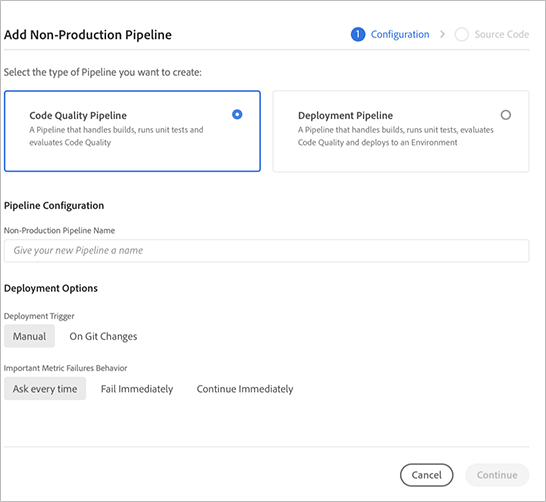 Add Non-Production Pipeline
1 Configuration > Source Code
Select the type of Pipeline you want to create:
Code Quality Pipeline
A Pipeline that handles builds, runs unit tests and
evaluates Code Quality
Deployment Pipeline
A Pipeline that handles builds, runs unit tests, evaluates
Code Quality and deploys to an Environment
Pipeline Configuration
Non-Production Pipeline Name
Give your new Pipeline a name
Deployment Options
Deployment Trigger
Manual On Git Changes
Important Metric Failures Behavior
Ask every time Fail Immediately Continue Immediately
Cancel Continue